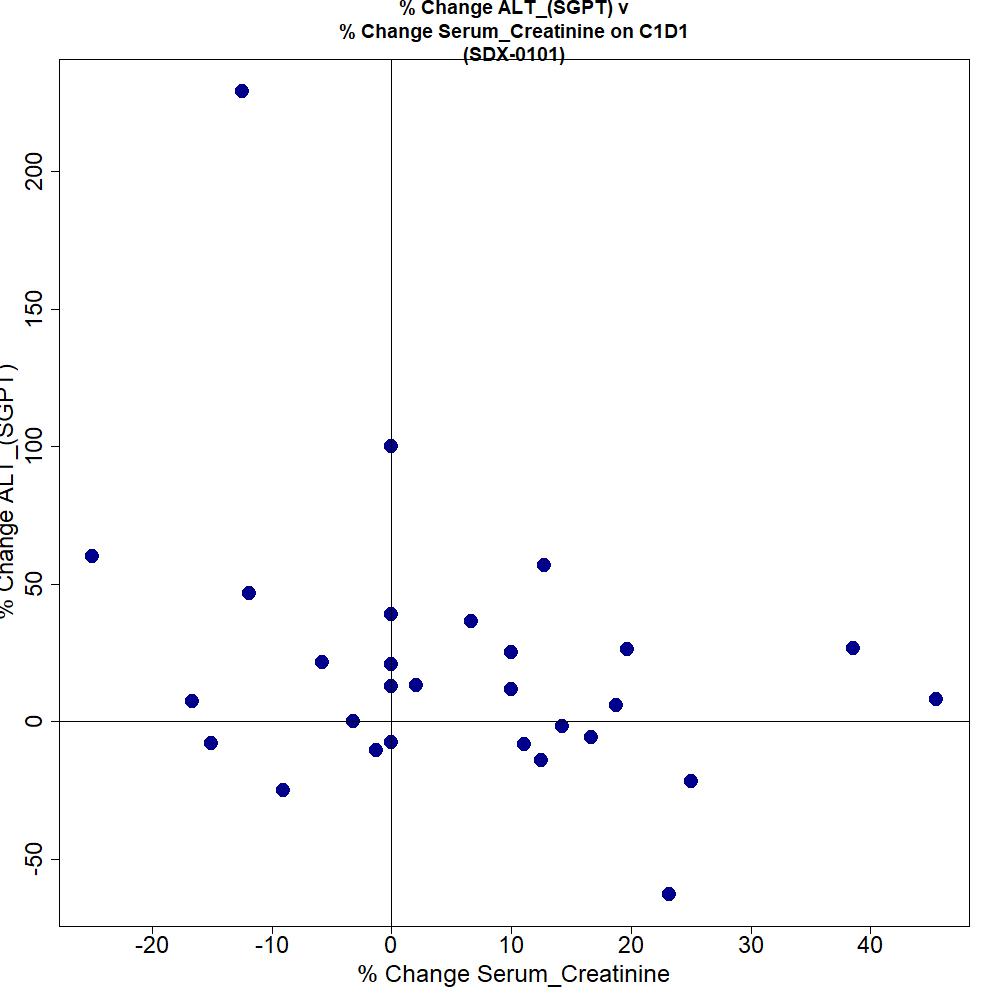 % Change ALT_(SGPT) v
% Change Serum_Creatinine on C1D1
(SDX-0101)
% Change ALT_(SGPT)
200
150
100
50
0
-50
-20 -10 0 10 20 30 40
% Change Serum_Creatinine